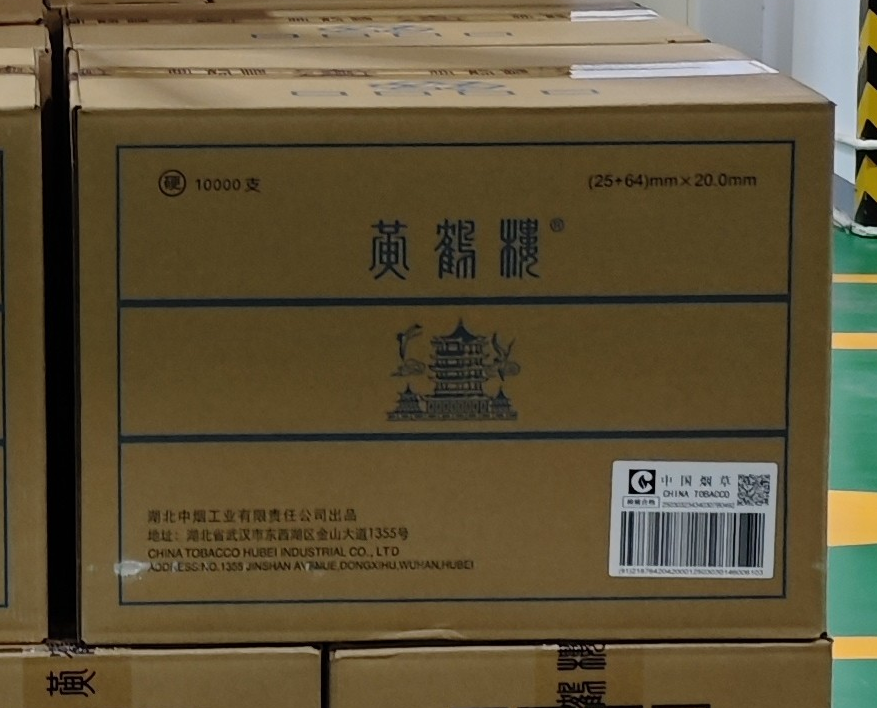 硬 10000支
(25+64)mm×20.0mm
黄鹤楼®
中国烟草
CHINA TOBACCO
湖北中烟工业有限责任公司出品
地址：湖北省武汉市东西湖区金山大道1355号
CHINA TOBACCO HUBEI INDUSTRIAL CO., LTD
ADDRESS:NO.1355 JINSHAN AVENUE,DONGXIHU,WUHAN,HUBEI
黄
鹤楼